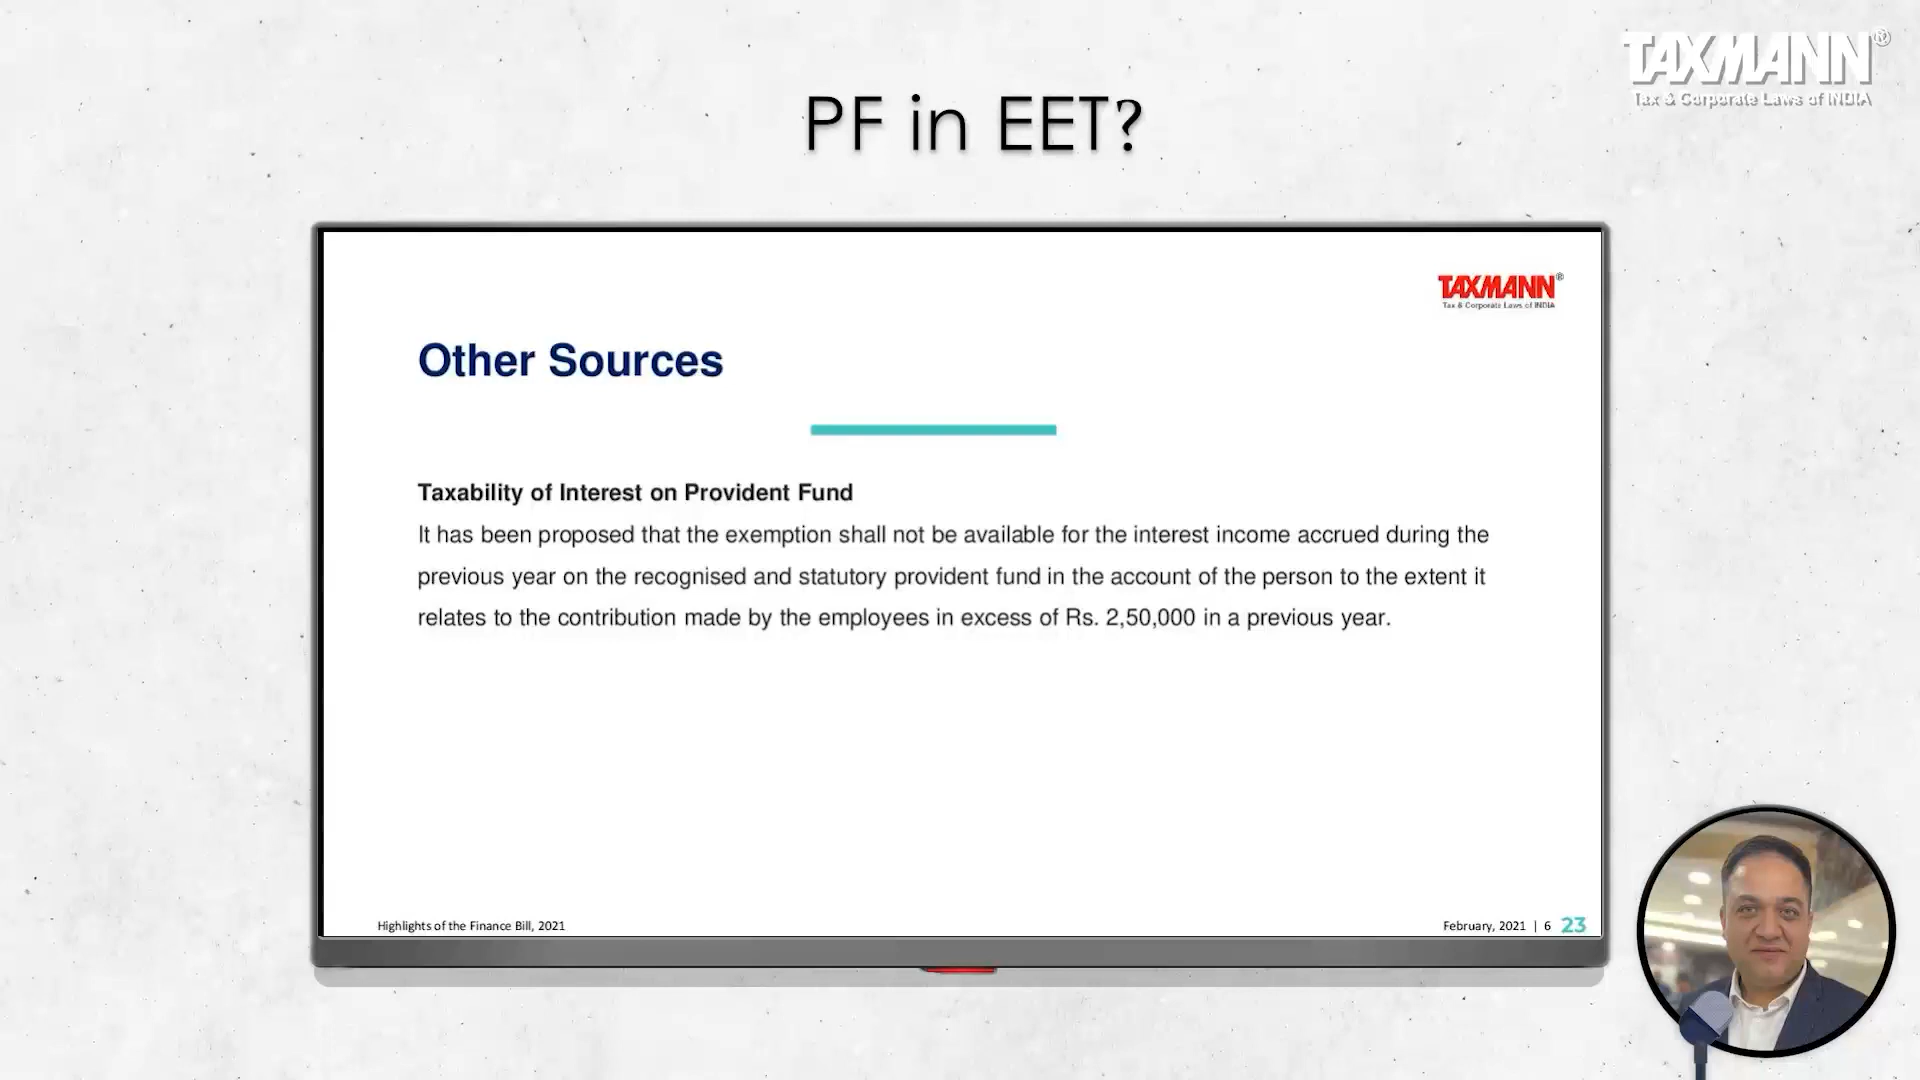 TAXMANN®
Tax & Corporate Laws of INDIA
PF in EET?
TAXMANN®
Tax & Corporate Laws of INDIA
Other Sources
Taxability of Interest on Provident Fund
It has been proposed that the exemption shall not be available for the interest income accrued during the
previous year on the recognised and statutory provident fund in the account of the person to the extent it
relates to the contribution made by the employees in excess of Rs. 2,50,000 in a previous year.
Highlights of the Finance Bill, 2021
February, 2021 | 6 23